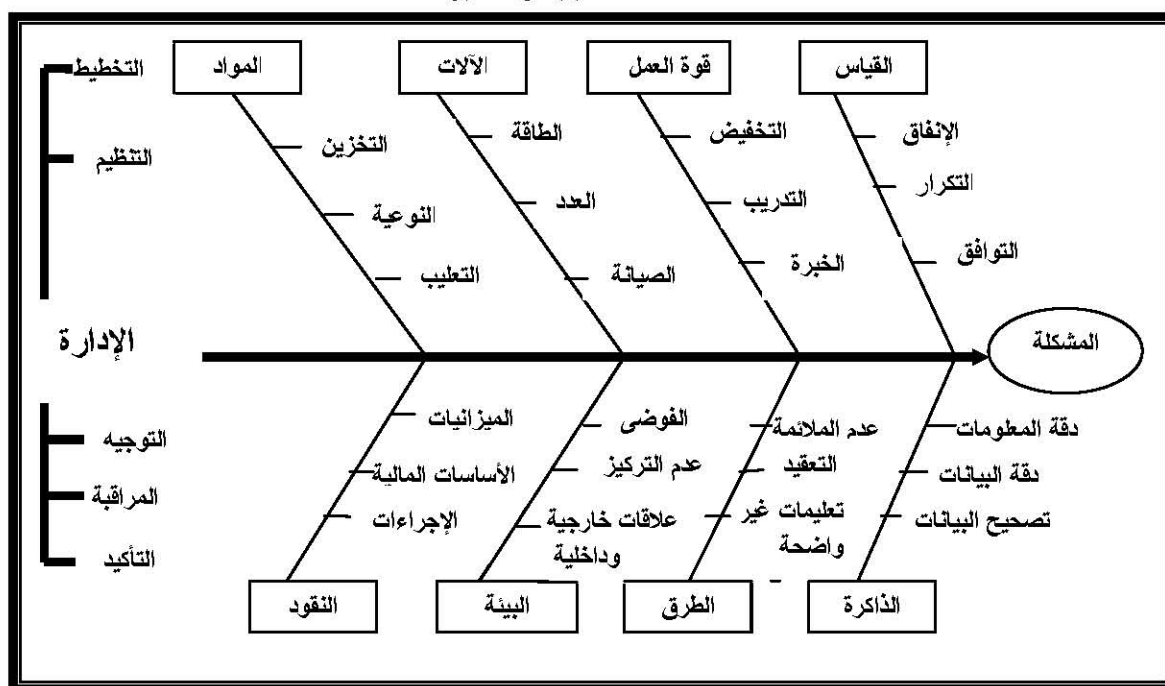 القياس
قوة العمل
الآلات
المواد
التخطيط
الإنفاق
التخفيض
الطاقة
التخزين
التنظيم
التكرار
التدريب
العدد
النوعية
التوافق
الخبرة
الصيانة
التعليب
المشكلة
الإدارة
دقة المعلومات
عدم الملائمة
الفوضى
الميزانيات
التوجيه
دقة البيانات
التعقيد
عدم التركيز
الأساسات المالية
المراقبة
تصحيح البيانات
تعليمات غير
واضحة
علاقات خارجية
وداخلية
الإجراءات
التأكيد
الذاكرة
الطرق
البيئة
النقود